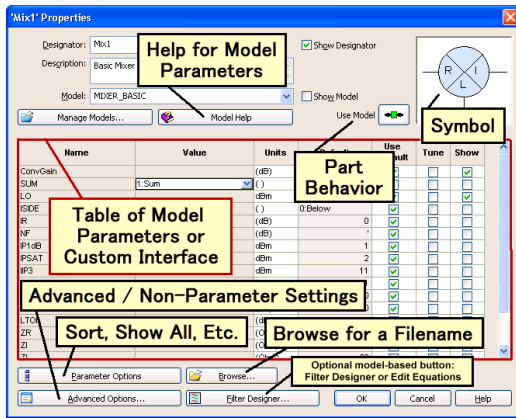 'Mix1' Properties
Designator: Mix1
Show Designator
Description: Basic Mixer
Help for Model
Parameters
Model: MIXER_BASIC
Show Model
R I
L
Manage Models...
Model Help
Use Model
Symbol
Name Value Units Use Tune Show
Part
Behavior
ConvGain (dB)
SUM 1:Sum ( )
LO dBm
ISIDE ( ) 0:Below
IR (dB) 0
NF (dB)
IP1dB dBm 1
IPSAT dBm 2
IIP3 dBm 11
Table of Model
Parameters or
Custom Interface
Advanced / Non-Parameter Settings
ZR
ZI
Sort, Show All, Etc.
Browse for a Filename
Parameter Options
Browse...
Optional model-based button:
Filter Designer or Edit Equations
Advanced Options...
Filter Designer...
OK
Cancel
Help